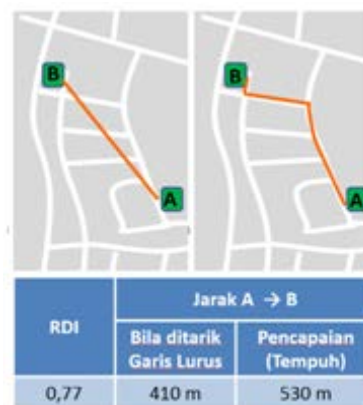 B
A
B
A
RDI
Jarak A → B
Bila ditarik
Garis Lurus
Pencapaian
(Tempuh)
0,77
410 m
530 m